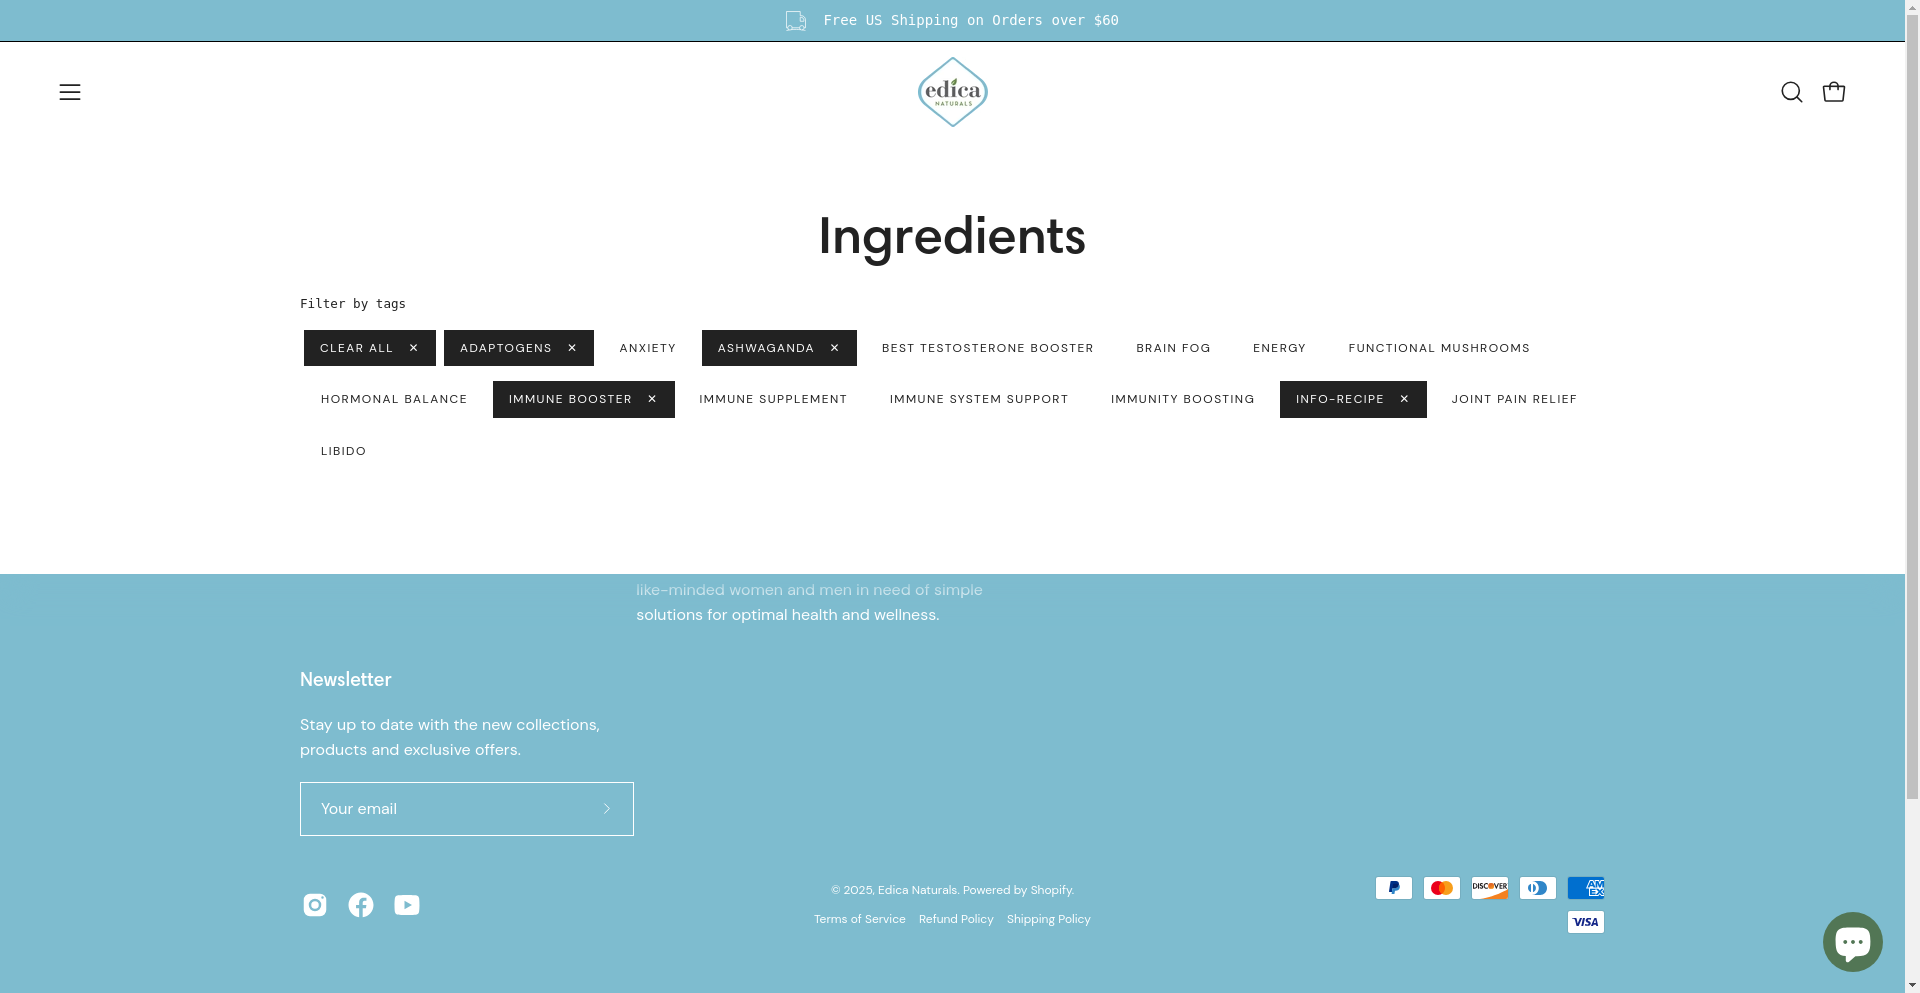 Free US Shipping on Orders over $60
edica
NATURALS
Ingredients
Filter by tags
CLEAR ALL ✕ ADAPTOGENS ✕ ANXIETY ASHWAGANDA ✕ BEST TESTOSTERONE BOOSTER BRAIN FOG ENERGY FUNCTIONAL MUSHROOMS
HORMONAL BALANCE IMMUNE BOOSTER ✕ IMMUNE SUPPLEMENT IMMUNE SYSTEM SUPPORT IMMUNITY BOOSTING INFO-RECIPE ✕ JOINT PAIN RELIEF
LIBIDO
like-minded women and men in need of simple
solutions for optimal health and wellness.
Newsletter
Stay up to date with the new collections,
products and exclusive offers.
Your email
© 2025, Edica Naturals. Powered by Shopify.
Terms of Service Refund Policy Shipping Policy
DISCOVER
AM
EX
VISA